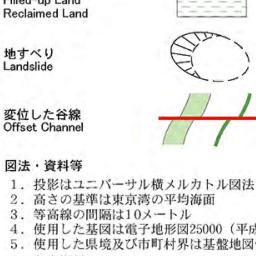 Filled-up Land
Reclaimed Land
地すべり
Landslide
変位した谷線
Offset Channel
図法・資料等
1．投影はユニバーサル横メルカトル図法
2．高さの基準は東京湾の平均海面
3．等高線の間隔は10メートル
4．使用した基図は電子地形図25000（平成
5．使用した県境及び市町村界は基盤地図